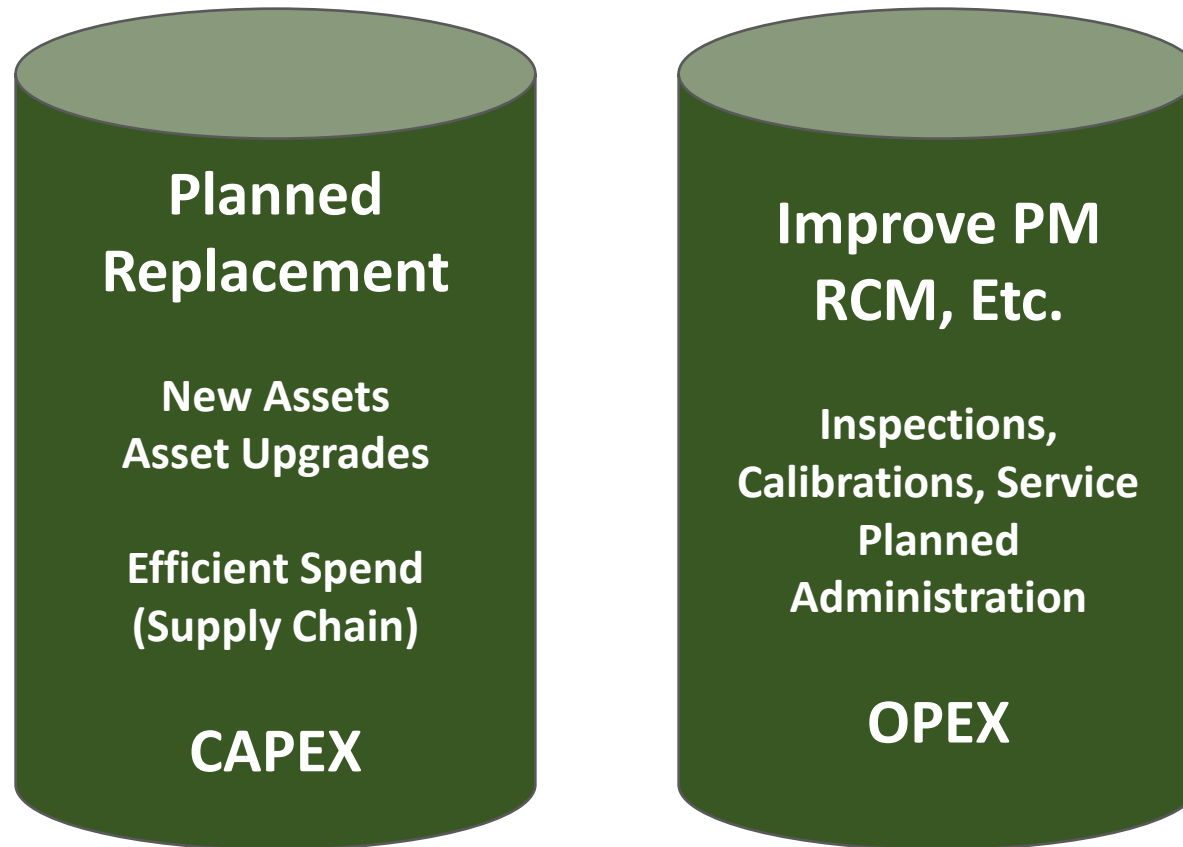 Planned
Replacement
New Assets
Asset Upgrades
Efficient Spend
(Supply Chain)
CAPEX
Improve PM
RCM, Etc.
Inspections,
Calibrations, Service
Planned
Administration
OPEX